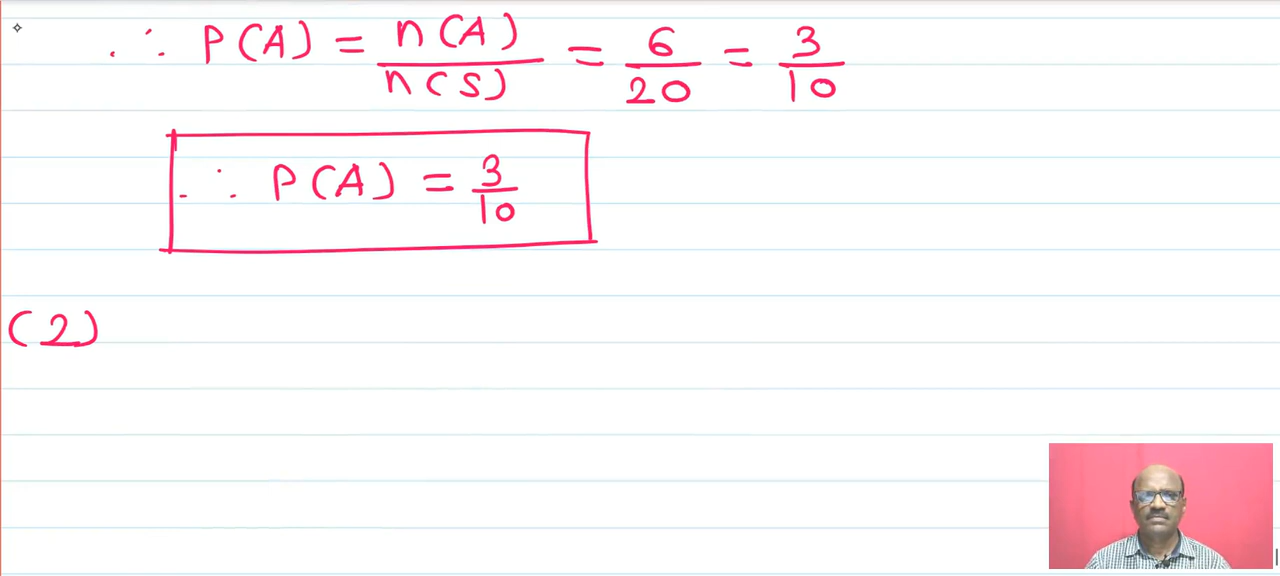 ∴ P(A) = n(A)/n(S) = 6/20 = 3/10
∴ P(A) = 3/10
(2)